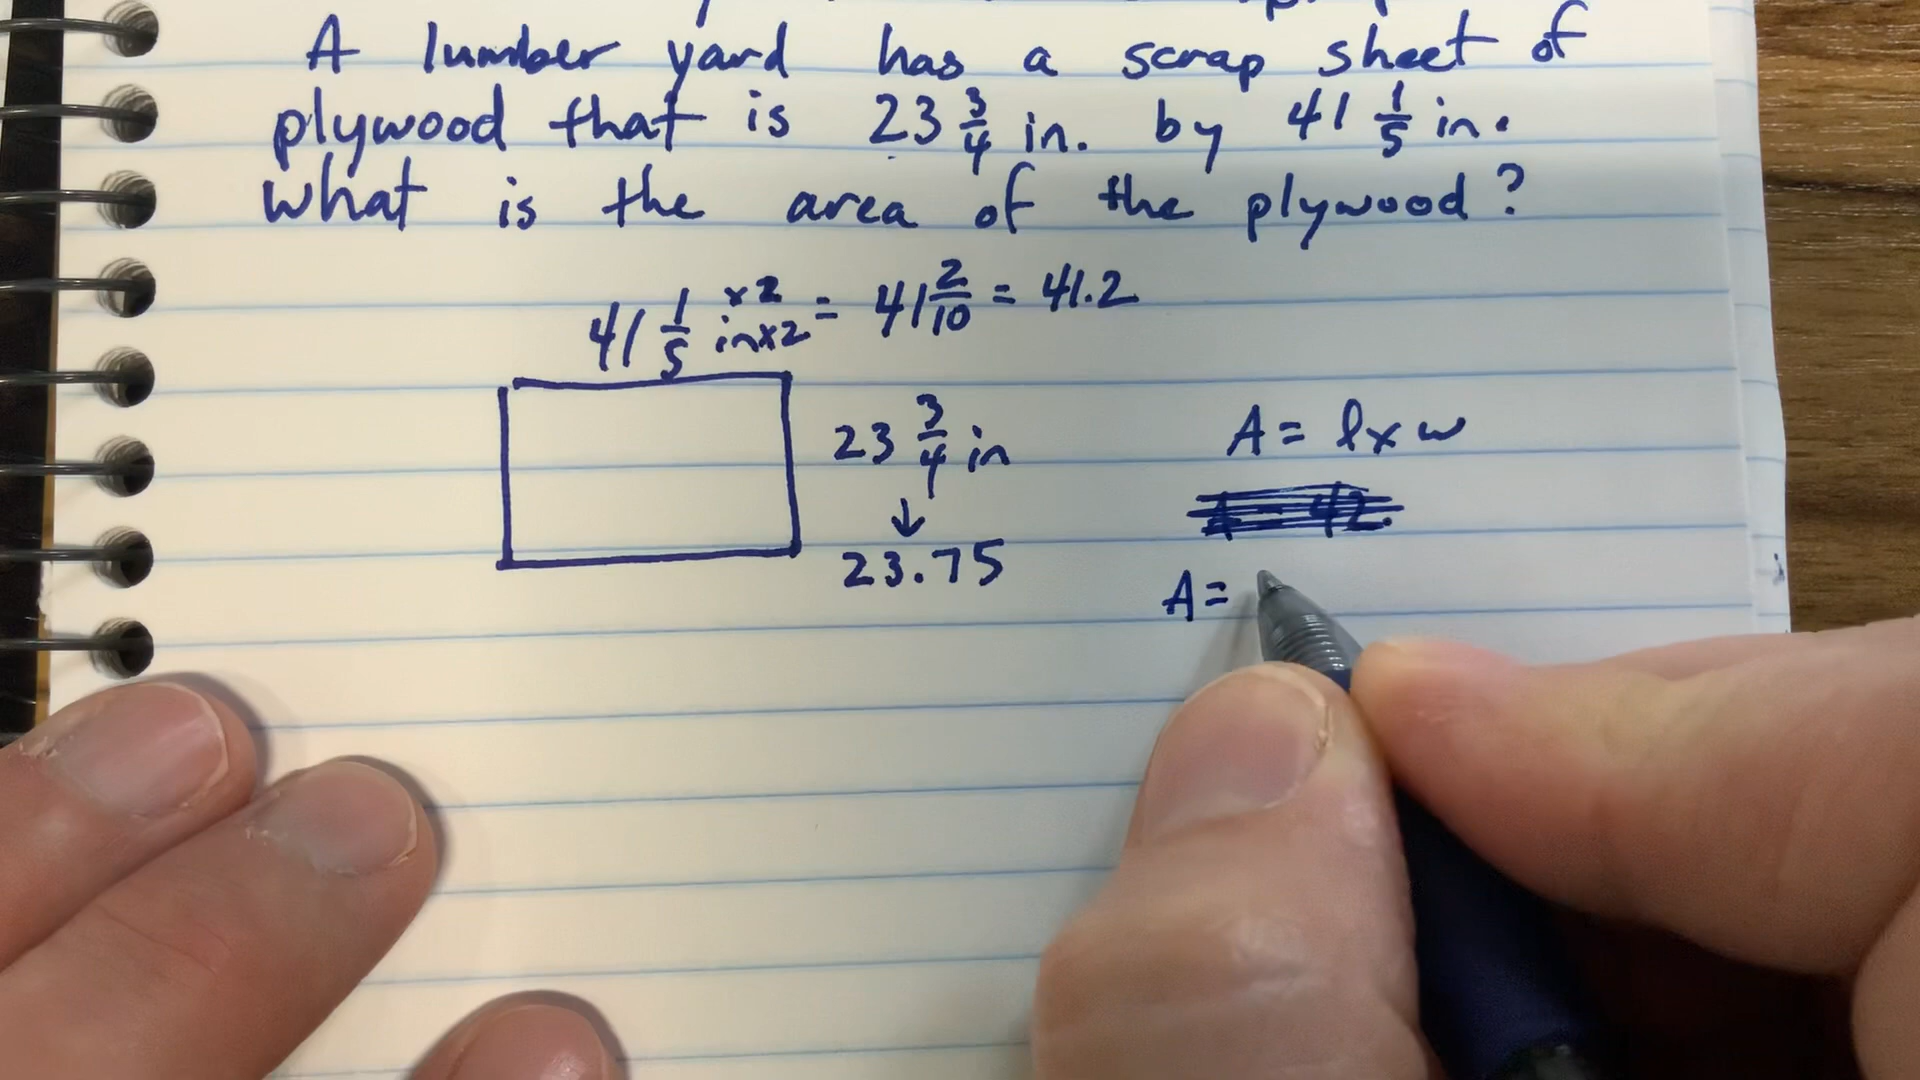 A lumber yard has a scrap sheet of
plywood that is 23 3/4 in. by 41 1/5 in.
what is the area of the plywood?
41 1/5 in x2/x2 = 41 2/10 = 41.2
23 3/4 in
↓
23.75
A = l x w
A =